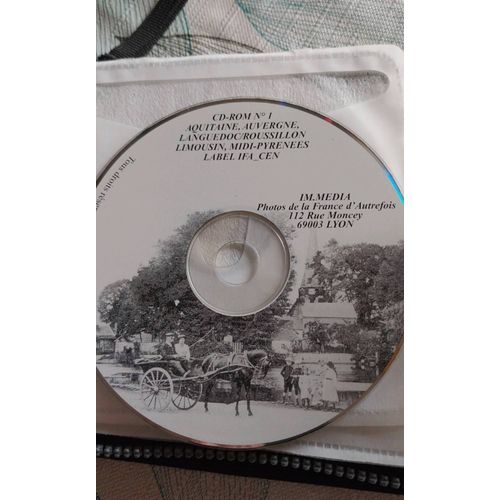 CD-ROM N° 1
AQUITAINE, AUVERGNE,
LANGUEDOC/ROUSSILLON
LIMOUSIN, MIDI-PYRENEES
LABEL IFA_CEN
IM.MEDIA
Photos de la France d'Autrefois
112 Rue Moncey
69003 LYON
Tous droits